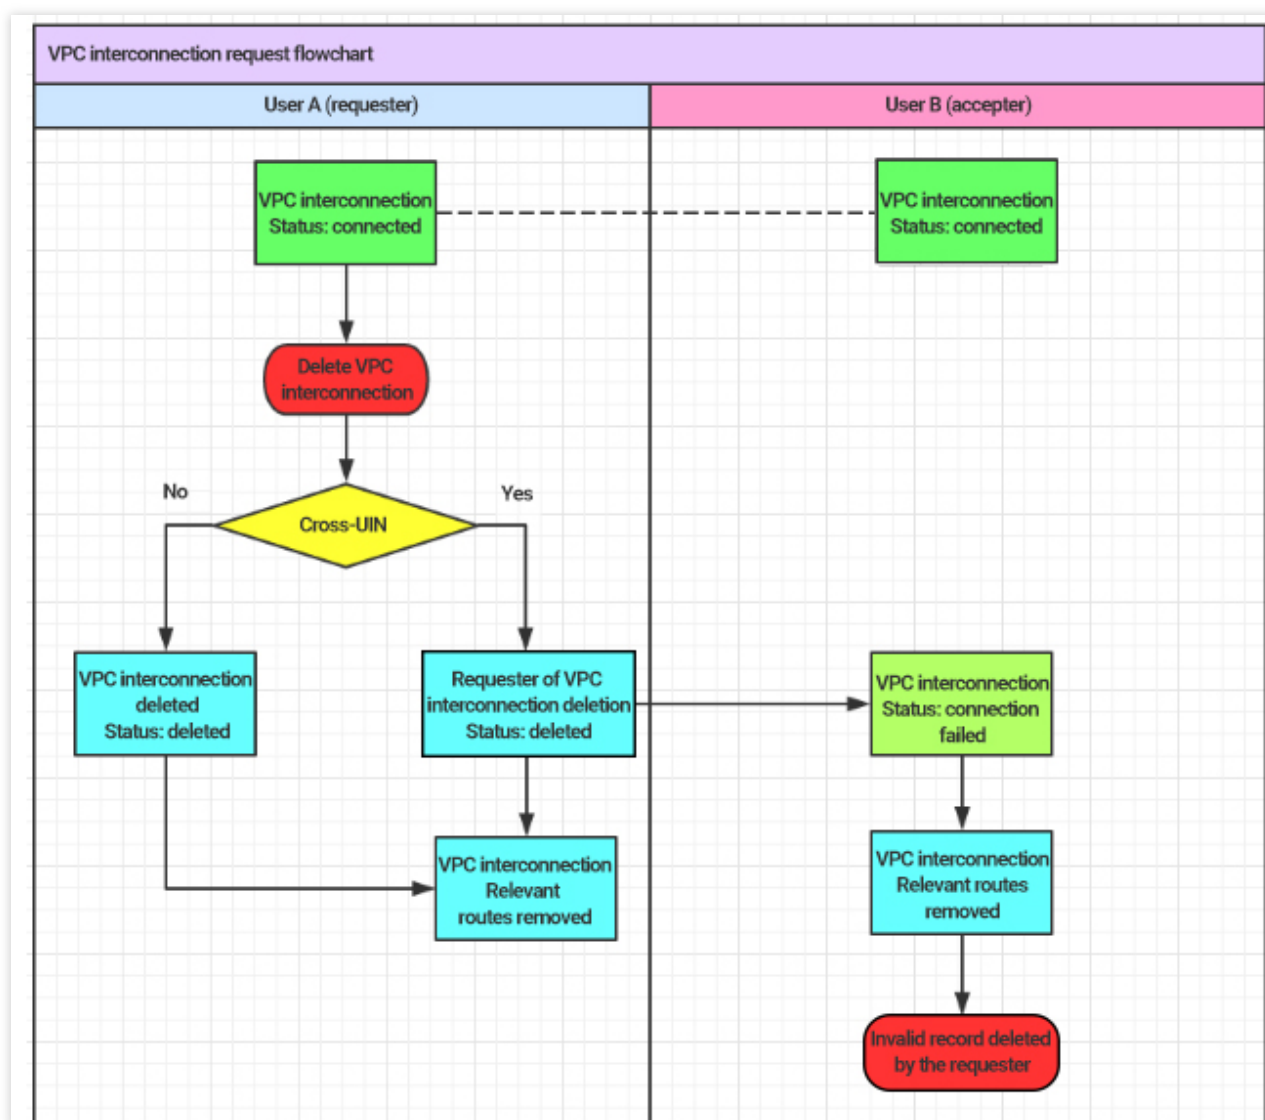 VPC interconnection request flowchart
User A (requester)
User B (accepter)
VPC interconnection
Status: connected
VPC interconnection
Status: connected
Delete VPC
interconnection
No
Yes
Cross-UIN
VPC interconnection
deleted
Status: deleted
Requester of VPC
interconnection deletion
Status: deleted
VPC interconnection
Status: connection
failed
VPC interconnection
Relevant
routes removed
VPC interconnection
Relevant routes
removed
Invalid record deleted
by the requester